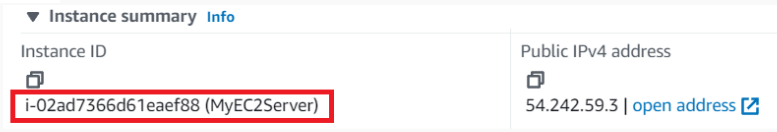 ▼ Instance summary Info
Instance ID
i-02ad7366d61eaef88 (MyEC2Server)
Public IPv4 address
54.242.59.3 | open address